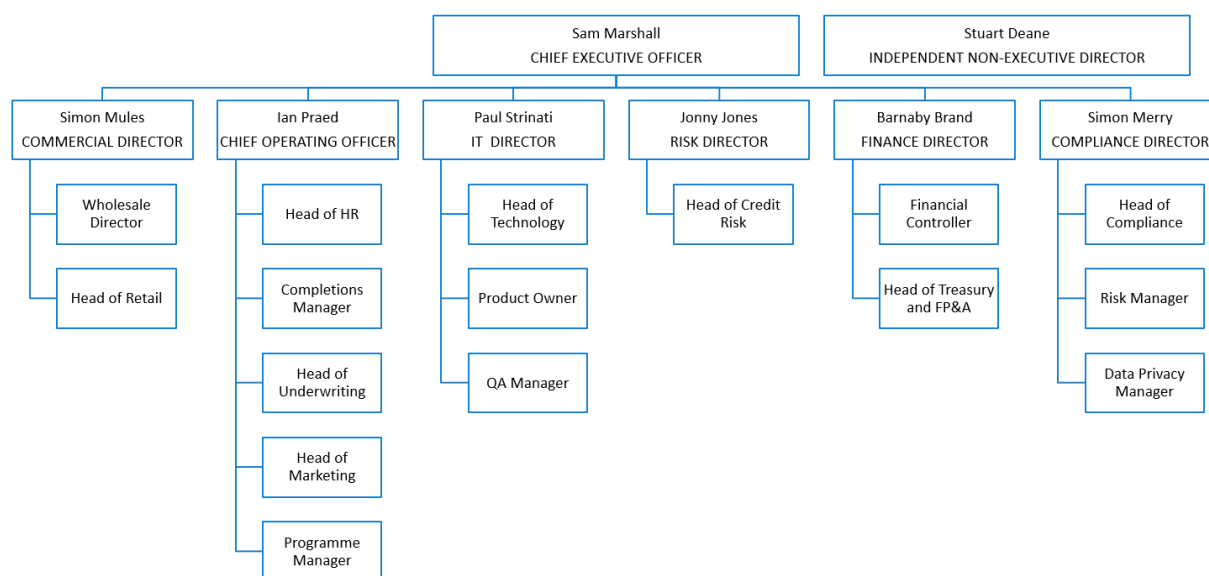 Sam Marshall
CHIEF EXECUTIVE OFFICER
Stuart Deane
INDEPENDENT NON-EXECUTIVE DIRECTOR
Simon Mules
COMMERCIAL DIRECTOR
Ian Praed
CHIEF OPERATING OFFICER
Paul Strinati
IT  DIRECTOR
Jonny Jones
RISK DIRECTOR
Barnaby Brand
FINANCE DIRECTOR
Simon Merry
COMPLIANCE DIRECTOR
Wholesale
Director
Head of Retail
Head of HR
Completions
Manager
Head of
Underwriting
Head of
Marketing
Programme
Manager
Head of
Technology
Product Owner
QA Manager
Head of Credit
Risk
Financial
Controller
Head of Treasury
and FP&A
Head of
Compliance
Risk Manager
Data Privacy
Manager